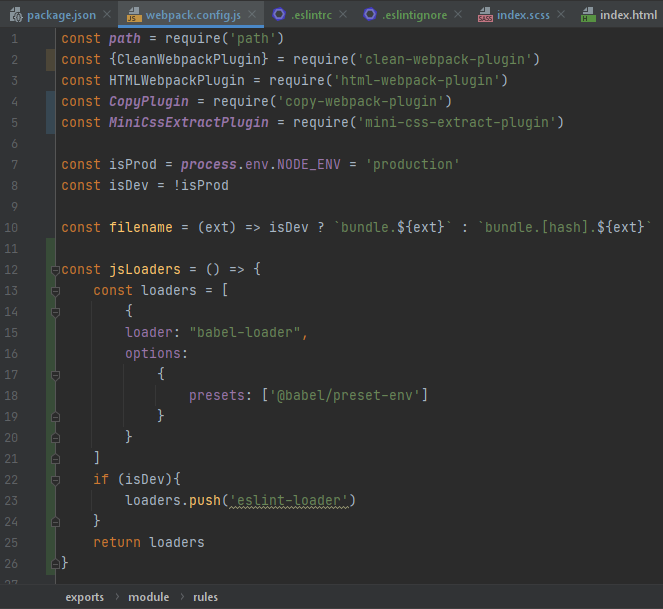 package.json webpack.config.js .eslintrc .eslintignore index.scss index.html
1 const path = require('path')
2 const {CleanWebpackPlugin} = require('clean-webpack-plugin')
3 const HTMLWebpackPlugin = require('html-webpack-plugin')
4 const CopyPlugin = require('copy-webpack-plugin')
5 const MiniCssExtractPlugin = require('mini-css-extract-plugin')
6
7 const isProd = process.env.NODE_ENV = 'production'
8 const isDev = !isProd
9
10 const filename = (ext) => isDev ? `bundle.${ext}` : `bundle.[hash].${ext}`
11
12 const jsLoaders = () => {
13     const loaders = [
14         {
15         loader: "babel-loader",
16         options:
17             {
18                 presets: ['@babel/preset-env']
19             }
20         }
21     ]
22     if (isDev){
23         loaders.push('eslint-loader')
24     }
25     return loaders
26 }
27
exports > module > rules